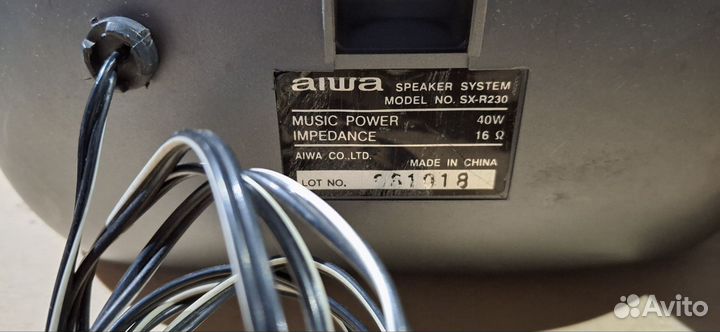 aiwa SPEAKER SYSTEM
MODEL NO. SX-R230
MUSIC POWER 40W
IMPEDANCE 16 Ω
AIWA CO.,LTD. MADE IN CHINA
LOT NO.
Avito